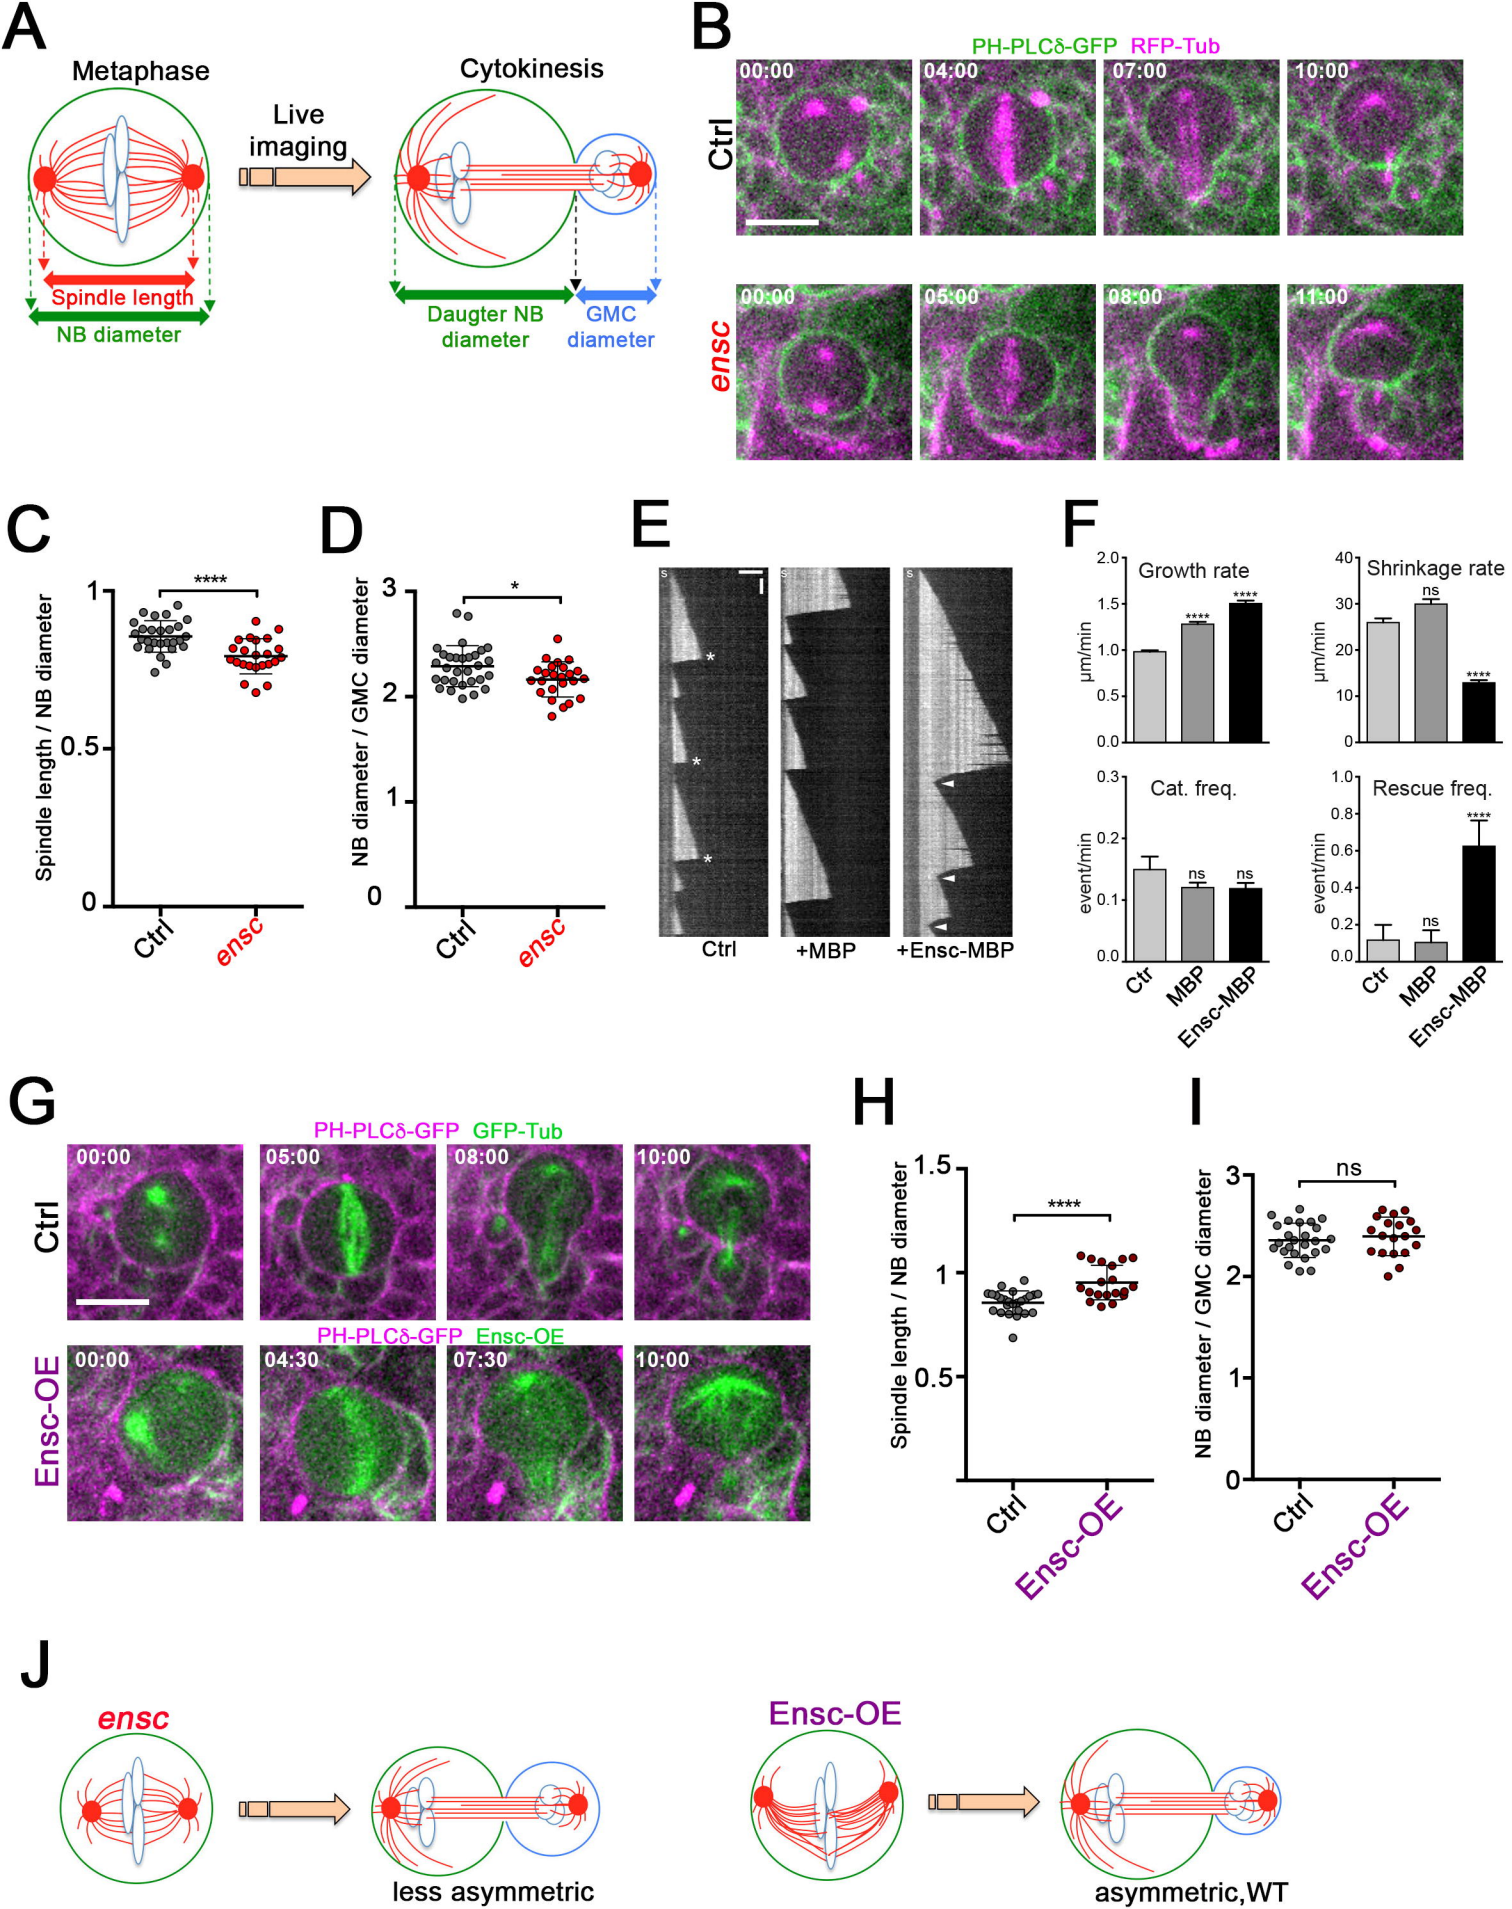 A
Metaphase
Cytokinesis
Live
imaging
Spindle length
NB diameter
Daugter NB
diameter
GMC
diameter
B
PH-PLCδ-GFP RFP-Tub
Ctrl
00:00
04:00
07:00
10:00
ensc
00:00
05:00
08:00
11:00
C
Spindle length / NB diameter
1
0.5
0
****
Ctrl
ensc
D
NB diameter / GMC diameter
3
2
1
0
*
Ctrl
ensc
E
s
s
s
*
*
*
Ctrl
+MBP
+Ensc-MBP
F
Growth rate
µm/min
2.0
1.5
1.0
0.5
0.0
****
****
Shrinkage rate
µm/min
40
30
20
10
0
ns
****
Cat. freq.
event/min
0.3
0.2
0.1
0.0
ns
ns
Ctr
MBP
Ensc-MBP
Rescue freq.
event/min
1.0
0.8
0.6
0.4
0.2
0.0
ns
****
Ctr
MBP
Ensc-MBP
G
PH-PLCδ-GFP GFP-Tub
Ctrl
00:00
05:00
08:00
10:00
PH-PLCδ-GFP Ensc-OE
Ensc-OE
00:00
04:30
07:30
10:00
H
Spindle length / NB diameter
1.5
1
0.5
****
Ctrl
Ensc-OE
I
NB diameter / GMC diameter
3
2
1
0
ns
Ctrl
Ensc-OE
J
ensc
less asymmetric
Ensc-OE
asymmetric,WT